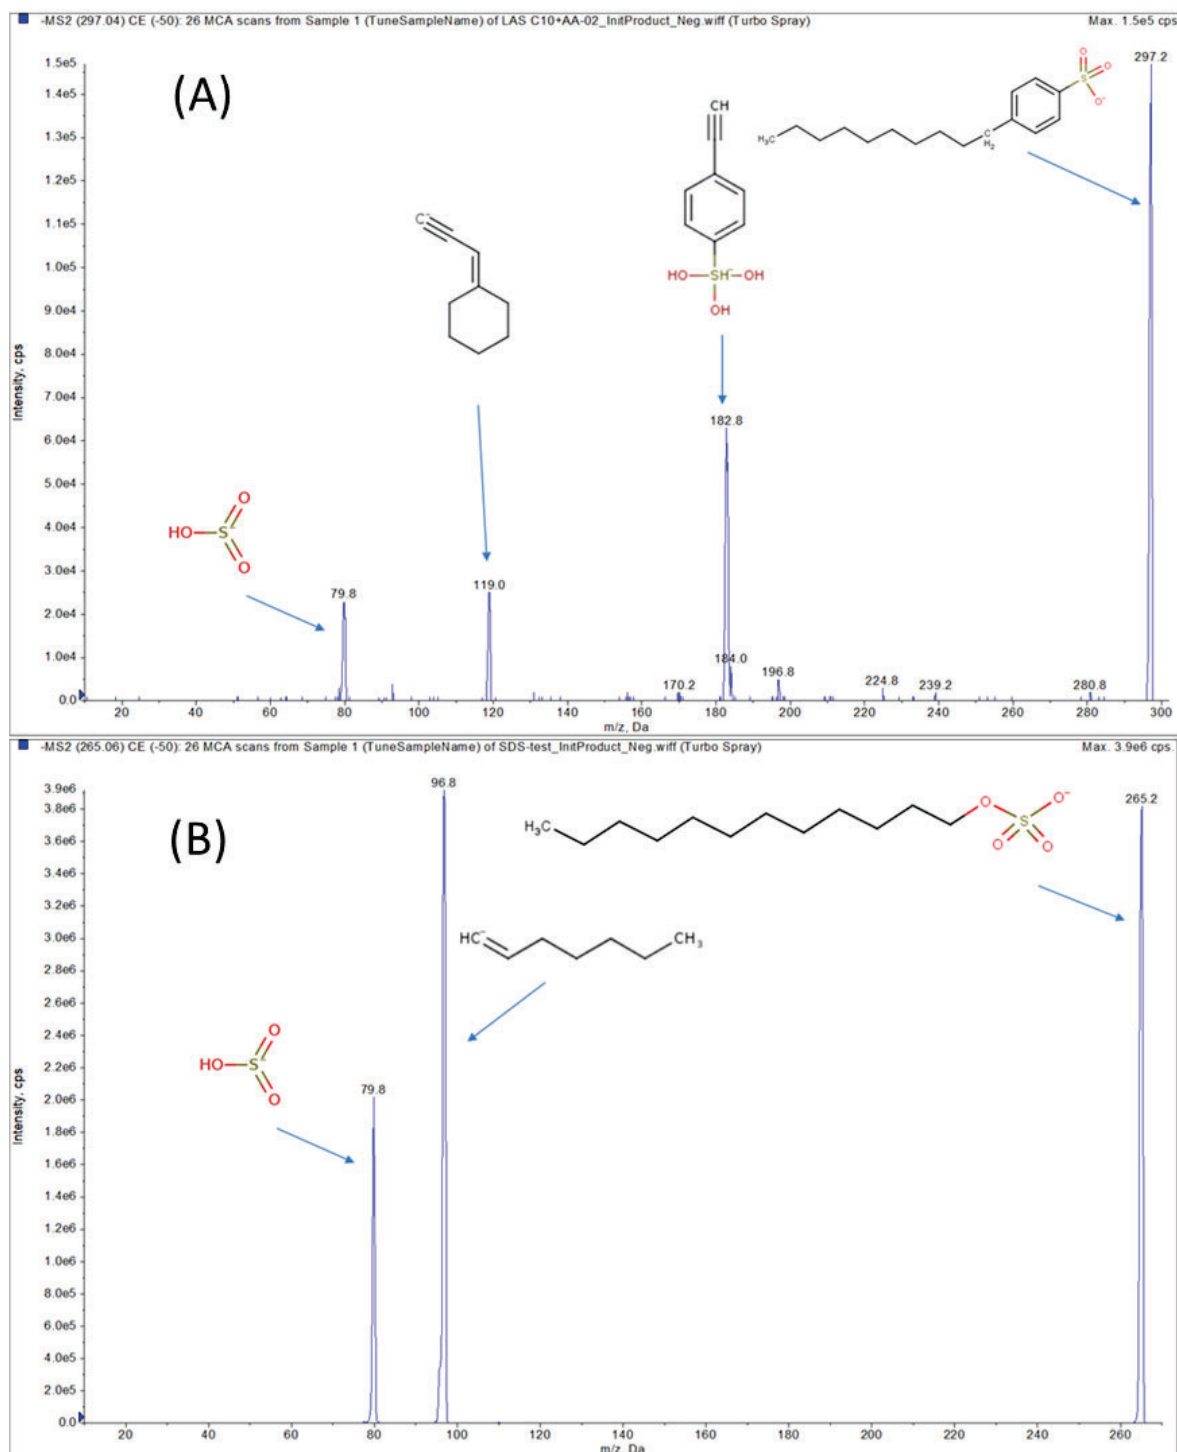 -MS2 (297.04) CE (-50): 26 MCA scans from Sample 1 (TuneSampleName) of LAS C10+AA-02_InitProduct_Neg.wiff (Turbo Spray) Max. 1.5e5 cps
(A)
Intensity, cps
1.5e5
1.4e5
1.3e5
1.2e5
1.1e5
1.0e5
9.0e4
8.0e4
7.0e4
6.0e4
5.0e4
4.0e4
3.0e4
2.0e4
1.0e4
0.0
297.2
O
S
O
O⁻
H₃C
C
H₂
CH
HO SH⁻ OH
OH
C⁻
182.8
HO S⁻ O
O
79.8
119.0
184.0
170.2
196.8
224.8
239.2
280.8
20 40 60 80 100 120 140 160 180 200 220 240 260 280 300
m/z, Da
-MS2 (265.06) CE (-50): 26 MCA scans from Sample 1 (TuneSampleName) of SDS-test_InitProduct_Neg.wiff (Turbo Spray) Max. 3.9e6 cps.
(B)
Intensity, cps
3.9e6
3.8e6
3.6e6
3.4e6
3.2e6
3.0e6
2.8e6
2.6e6
2.4e6
2.2e6
2.0e6
1.8e6
1.6e6
1.4e6
1.2e6
1.0e6
8.0e5
6.0e5
4.0e5
2.0e5
0.0
96.8
265.2
H₃C
O O⁻
S
O O
HC⁻ CH₃
HO S⁻ O
O
79.8
20 40 60 80 100 120 140 160 180 200 220 240 260
m/z, Da